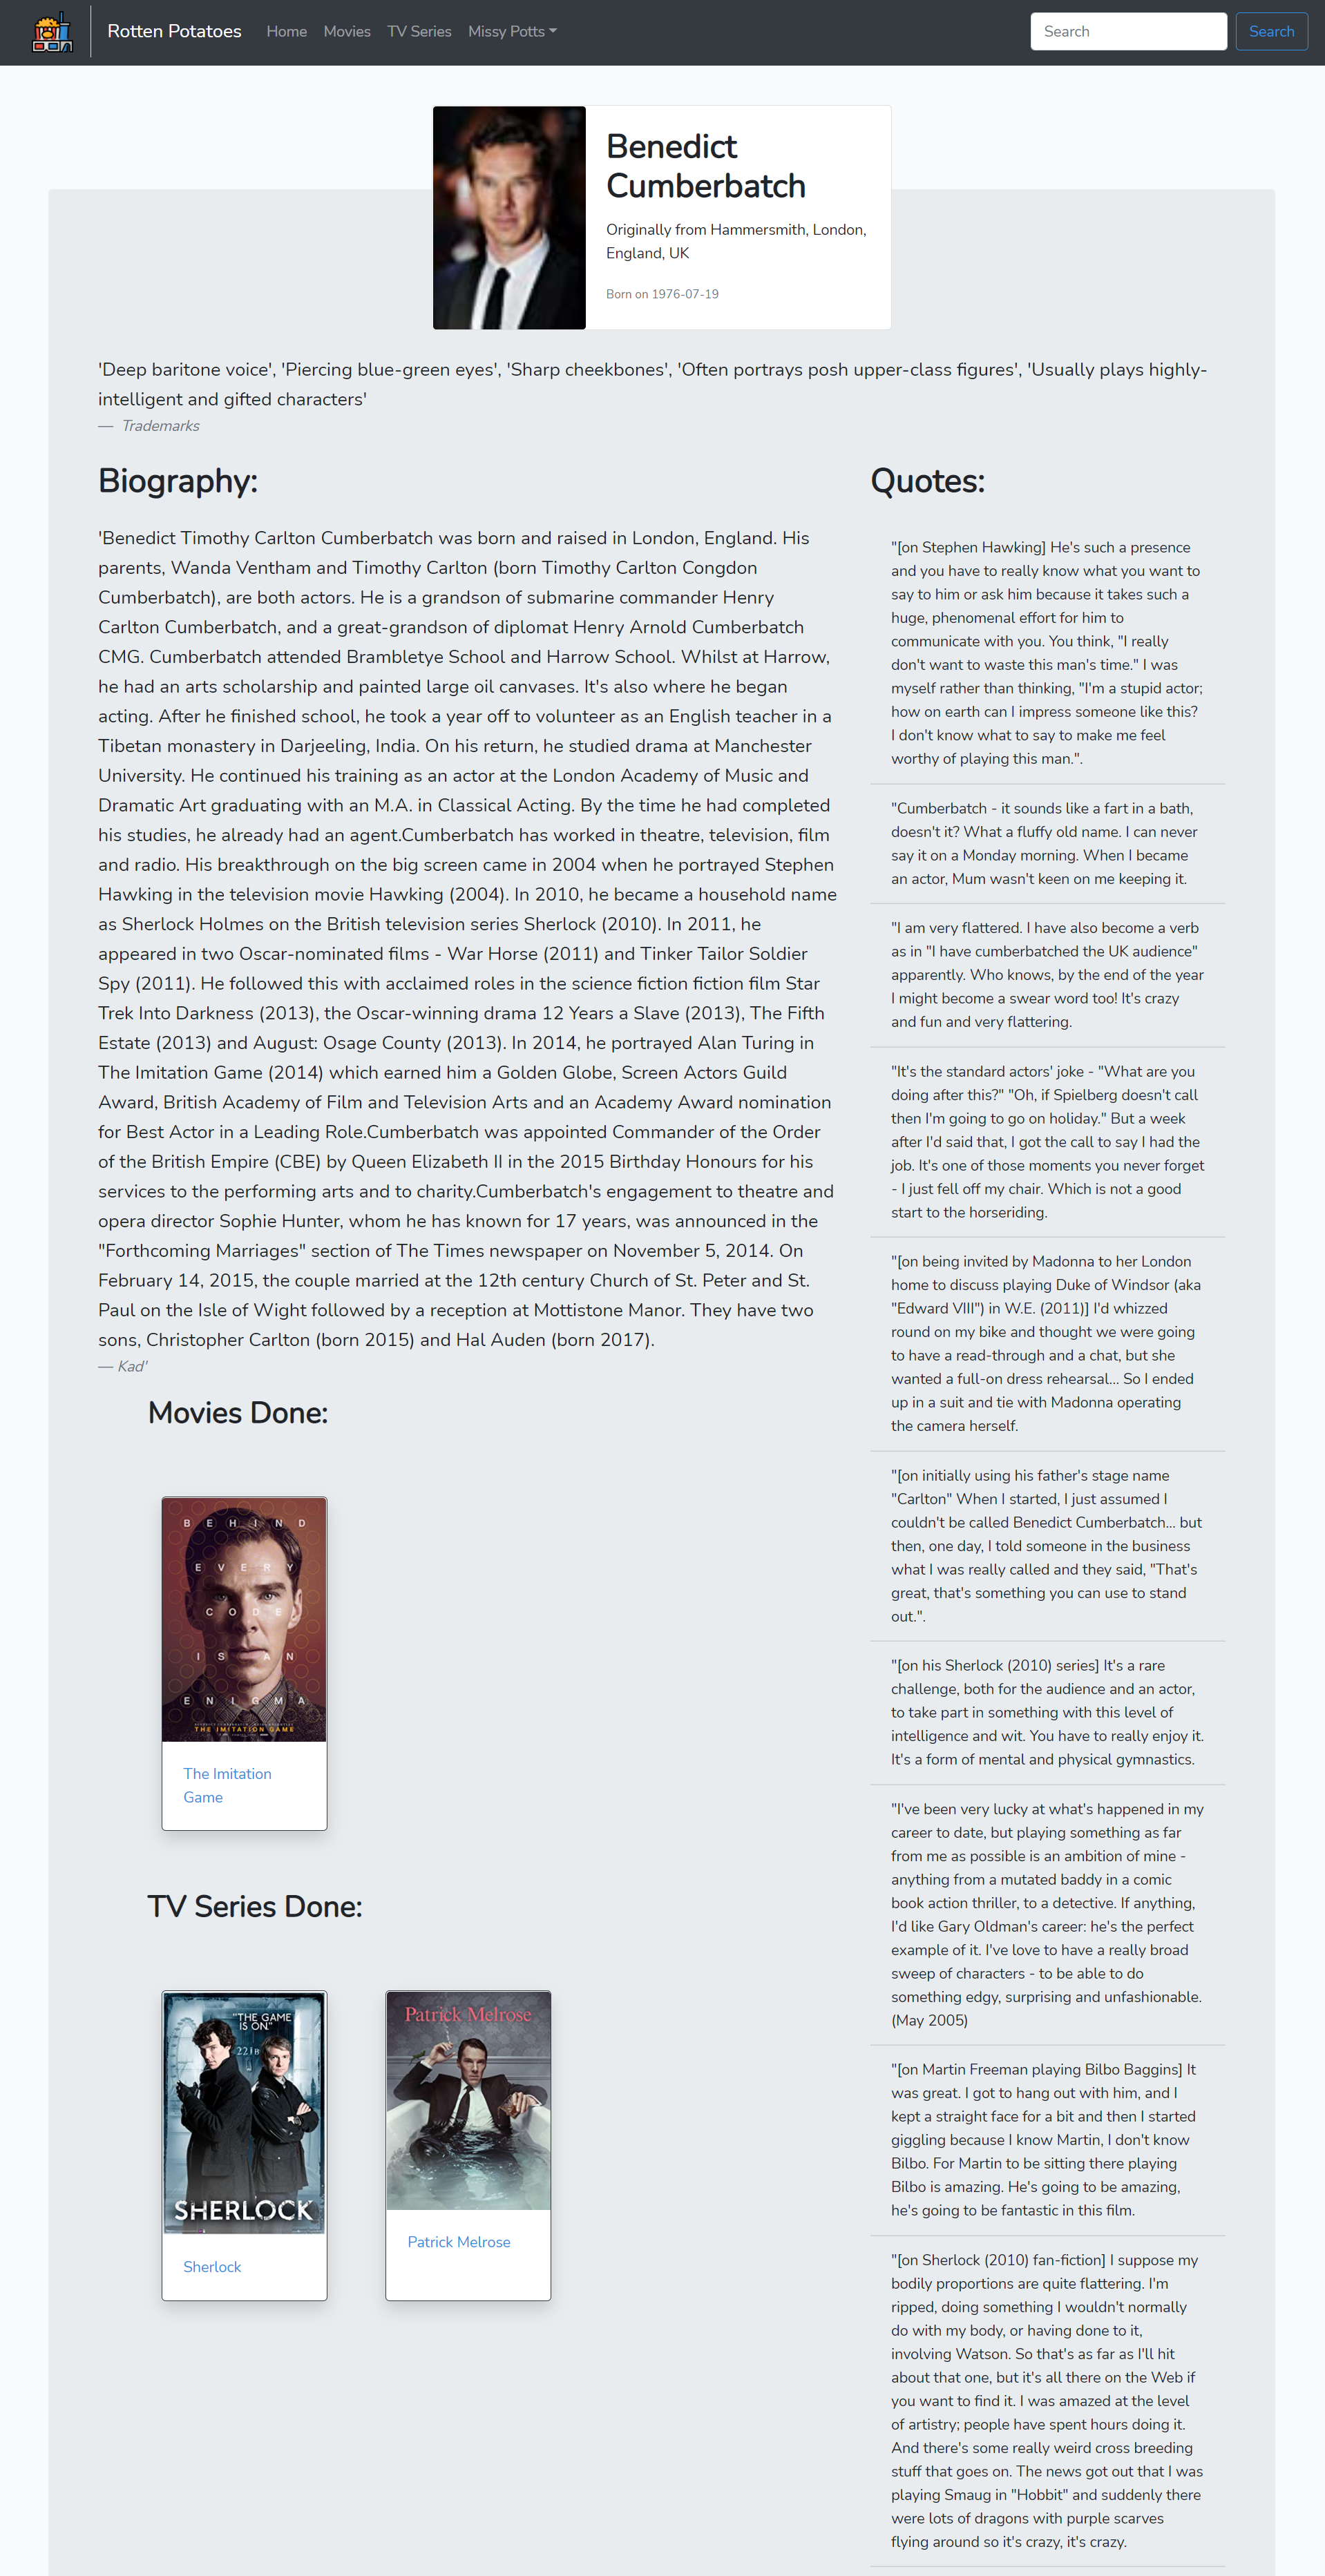 Rotten Potatoes
Home
Movies
TV Series
Missy Potts
Search
Search
Benedict
Cumberbatch
Originally from Hammersmith, London,
England, UK
Born on 1976-07-19
'Deep baritone voice', 'Piercing blue-green eyes', 'Sharp cheekbones', 'Often portrays posh upper-class figures', 'Usually plays highly-
intelligent and gifted characters'
— Trademarks
Biography:
'Benedict Timothy Carlton Cumberbatch was born and raised in London, England. His
parents, Wanda Ventham and Timothy Carlton (born Timothy Carlton Congdon
Cumberbatch), are both actors. He is a grandson of submarine commander Henry
Carlton Cumberbatch, and a great-grandson of diplomat Henry Arnold Cumberbatch
CMG. Cumberbatch attended Brambletye School and Harrow School. Whilst at Harrow,
he had an arts scholarship and painted large oil canvases. It's also where he began
acting. After he finished school, he took a year off to volunteer as an English teacher in a
Tibetan monastery in Darjeeling, India. On his return, he studied drama at Manchester
University. He continued his training as an actor at the London Academy of Music and
Dramatic Art graduating with an M.A. in Classical Acting. By the time he had completed
his studies, he already had an agent.Cumberbatch has worked in theatre, television, film
and radio. His breakthrough on the big screen came in 2004 when he portrayed Stephen
Hawking in the television movie Hawking (2004). In 2010, he became a household name
as Sherlock Holmes on the British television series Sherlock (2010). In 2011, he
appeared in two Oscar-nominated films - War Horse (2011) and Tinker Tailor Soldier
Spy (2011). He followed this with acclaimed roles in the science fiction fiction film Star
Trek Into Darkness (2013), the Oscar-winning drama 12 Years a Slave (2013), The Fifth
Estate (2013) and August: Osage County (2013). In 2014, he portrayed Alan Turing in
The Imitation Game (2014) which earned him a Golden Globe, Screen Actors Guild
Award, British Academy of Film and Television Arts and an Academy Award nomination
for Best Actor in a Leading Role.Cumberbatch was appointed Commander of the Order
of the British Empire (CBE) by Queen Elizabeth II in the 2015 Birthday Honours for his
services to the performing arts and to charity.Cumberbatch's engagement to theatre and
opera director Sophie Hunter, whom he has known for 17 years, was announced in the
"Forthcoming Marriages" section of The Times newspaper on November 5, 2014. On
February 14, 2015, the couple married at the 12th century Church of St. Peter and St.
Paul on the Isle of Wight followed by a reception at Mottistone Manor. They have two
sons, Christopher Carlton (born 2015) and Hal Auden (born 2017).
— Kad'
Movies Done:
BEHIND
EVERY
CODE
IS AN
ENIGMA
THE IMITATION GAME
The Imitation
Game
TV Series Done:
"THE GAME
IS ON."
221B
SHERLOCK
Sherlock
Patrick Melrose
Patrick Melrose
Quotes:
"[on Stephen Hawking] He's such a presence
and you have to really know what you want to
say to him or ask him because it takes such a
huge, phenomenal effort for him to
communicate with you. You think, "I really
don't want to waste this man's time." I was
myself rather than thinking, "I'm a stupid actor;
how on earth can I impress someone like this?
I don't know what to say to make me feel
worthy of playing this man.".
"Cumberbatch - it sounds like a fart in a bath,
doesn't it? What a fluffy old name. I can never
say it on a Monday morning. When I became
an actor, Mum wasn't keen on me keeping it.
"I am very flattered. I have also become a verb
as in "I have cumberbatched the UK audience"
apparently. Who knows, by the end of the year
I might become a swear word too! It's crazy
and fun and very flattering.
"It's the standard actors' joke - "What are you
doing after this?" "Oh, if Spielberg doesn't call
then I'm going to go on holiday." But a week
after I'd said that, I got the call to say I had the
job. It's one of those moments you never forget
- I just fell off my chair. Which is not a good
start to the horseriding.
"[on being invited by Madonna to her London
home to discuss playing Duke of Windsor (aka
"Edward VIII") in W.E. (2011)] I'd whizzed
round on my bike and thought we were going
to have a read-through and a chat, but she
wanted a full-on dress rehearsal... So I ended
up in a suit and tie with Madonna operating
the camera herself.
"[on initially using his father's stage name
"Carlton" When I started, I just assumed I
couldn't be called Benedict Cumberbatch... but
then, one day, I told someone in the business
what I was really called and they said, "That's
great, that's something you can use to stand
out.".
"[on his Sherlock (2010) series] It's a rare
challenge, both for the audience and an actor,
to take part in something with this level of
intelligence and wit. You have to really enjoy it.
It's a form of mental and physical gymnastics.
"I've been very lucky at what's happened in my
career to date, but playing something as far
from me as possible is an ambition of mine -
anything from a mutated baddy in a comic
book action thriller, to a detective. If anything,
I'd like Gary Oldman's career: he's the perfect
example of it. I've love to have a really broad
sweep of characters - to be able to do
something edgy, surprising and unfashionable.
(May 2005)
"[on Martin Freeman playing Bilbo Baggins] It
was great. I got to hang out with him, and I
kept a straight face for a bit and then I started
giggling because I know Martin, I don't know
Bilbo. For Martin to be sitting there playing
Bilbo is amazing. He's going to be amazing,
he's going to be fantastic in this film.
"[on Sherlock (2010) fan-fiction] I suppose my
bodily proportions are quite flattering. I'm
ripped, doing something I wouldn't normally
do with my body, or having done to it,
involving Watson. So that's as far as I'll hit
about that one, but it's all there on the Web if
you want to find it. I was amazed at the level
of artistry; people have spent hours doing it.
And there's some really weird cross breeding
stuff that goes on. The news got out that I was
playing Smaug in "Hobbit" and suddenly there
were lots of dragons with purple scarves
flying around so it's crazy, it's crazy.